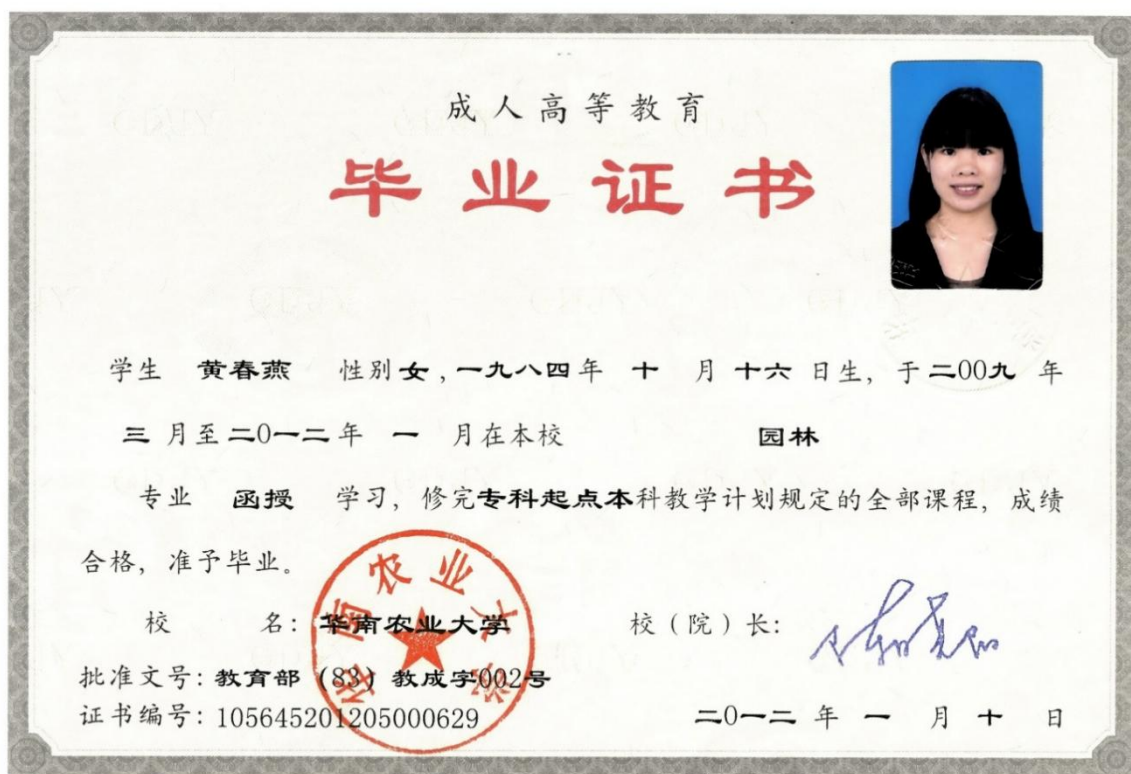 成人高等教育
毕业证书
学生 黄春燕 性别女，一九八四年 十 月 十六 日生，于二00九 年
三 月至二0一二年 一 月在本校 园林
专业 函授 学习，修完专科起点本科教学计划规定的全部课程，成绩
合格，准予毕业。
校 名：华南农业大学 校（院）长：
批准文号：教育部（83）教成字002号
证书编号：105645201205000629 二0一二 年 一 月 十 日
华南农业大学